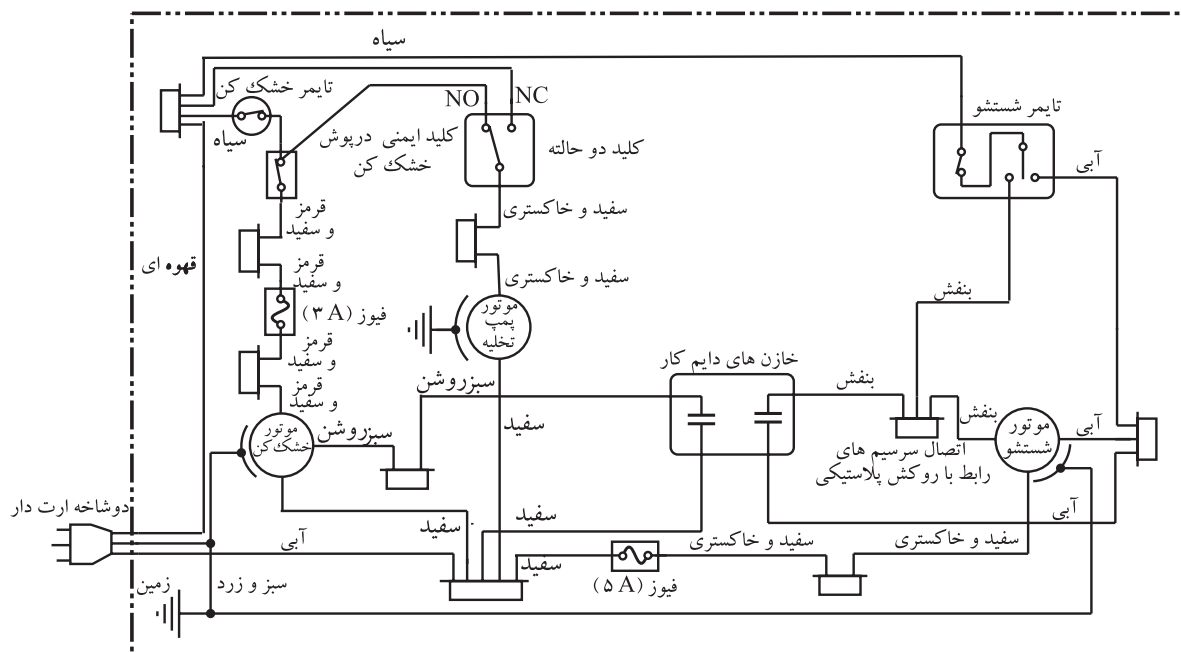 سیاه
تایمر خشک کن
سیاه
NO
NC
تایمر شستشو
کلید ایمنی درپوش
خشک کن
کلید دو حالته
آبی
قرمز
و سفید
سفید و خاکستری
قهوه ای
قرمز
و سفید
سفید و خاکستری
بنفش
فیوز (۳ A)
موتور
پمپ
تخلیه
قرمز
و سفید
خازن های دایم کار
قرمز
و سفید
سبزروشن
بنفش
موتور
خشک کن
سبزروشن
سفید
بنفش
موتور
شستشو
آبی
اتصال سرسیم های
رابط با روکش پلاستیکی
دوشاخه ارت دار
سفید
سفید
آبی
آبی
سفید
سفید و خاکستری
سفید و خاکستری
زمین
سبز و زرد
فیوز (۵ A)